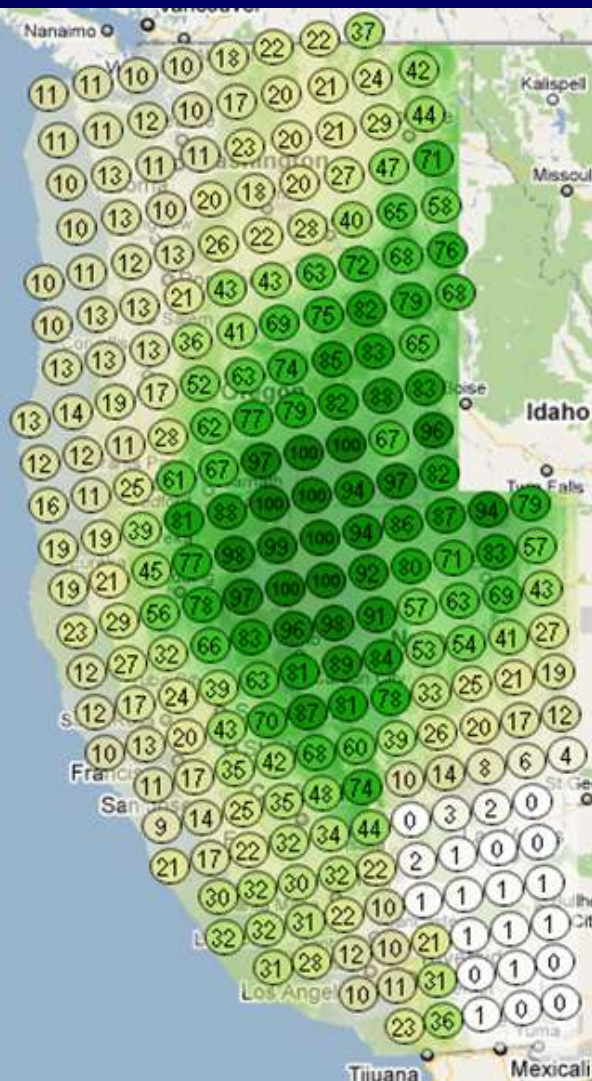 Vancouver
Nanaimo
11 11 10 10 18 22 22 37
Kalispell
11 11 12 10 17 20 21 24 42
10 13 11 11 23 20 21 29 44
Washington
Missoul
10 13 10 20 18 20 27 47 71
10 11 12 13 26 22 28 40 65 58
10 13 13 21 43 43 63 72 68 76
13 13 13 36 41 69 75 82 79 68
13 14 19 17 52 63 74 85 83 65
Oregon
Boise
Idaho
12 12 11 28 62 77 79 82 88 83
16 11 25 61 67 97 100 100 67 96
Twin Falls
19 19 39 81 88 100 100 94 97 82
19 21 45 77 98 99 100 94 86 87 94 79
23 29 56 78 97 100 100 92 80 71 83 57
12 27 32 66 83 96 98 91 57 63 69 43
12 17 24 39 63 81 89 84 53 54 41 27
10 13 20 43 70 87 81 78 33 25 21 19
Francis
11 17 35 42 68 60 39 26 20 17 12
St Ge
San Jose
9 14 25 35 48 74 10 14 8 6 4
21 17 22 32 34 44 0 3 2 0
Las Vegas
30 32 30 32 22 2 1 0 0
32 32 31 22 10 1 1 1 1
31 28 12 10 21 1 1 1
Los Angel
10 11 31 0 1 0
23 36 1 0 0
Yuma
Tijuana
Mexicali